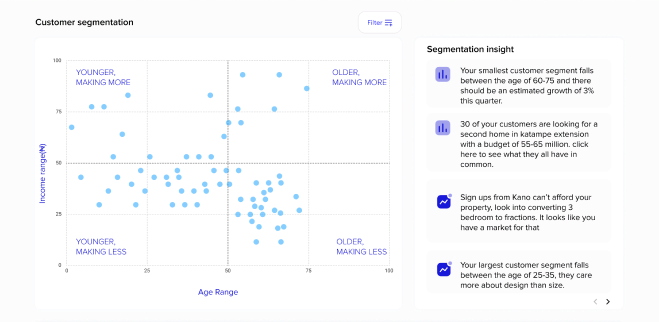 Customer segmentation
Filter
YOUNGER,
MAKING MORE
OLDER,
MAKING MORE
YOUNGER,
MAKING LESS
OLDER,
MAKING LESS
100
75
50
25
0
0
25
50
75
100
Income range(₦)
Age Range
Segmentation insight
Your smallest customer segment falls
between the age of 60-75 and there
should be an estimated growth of 3%
this quarter.
30 of your customers are looking for a
second home in katampe extension
with a budget of 55-65 million. click
here to see what they all have in
common.
Sign ups from Kano can't afford your
property, look into converting 3
bedroom to fractions. It looks like you
have a market for that
Your largest customer segment falls
between the age of 25-35, they care
more about design than size.